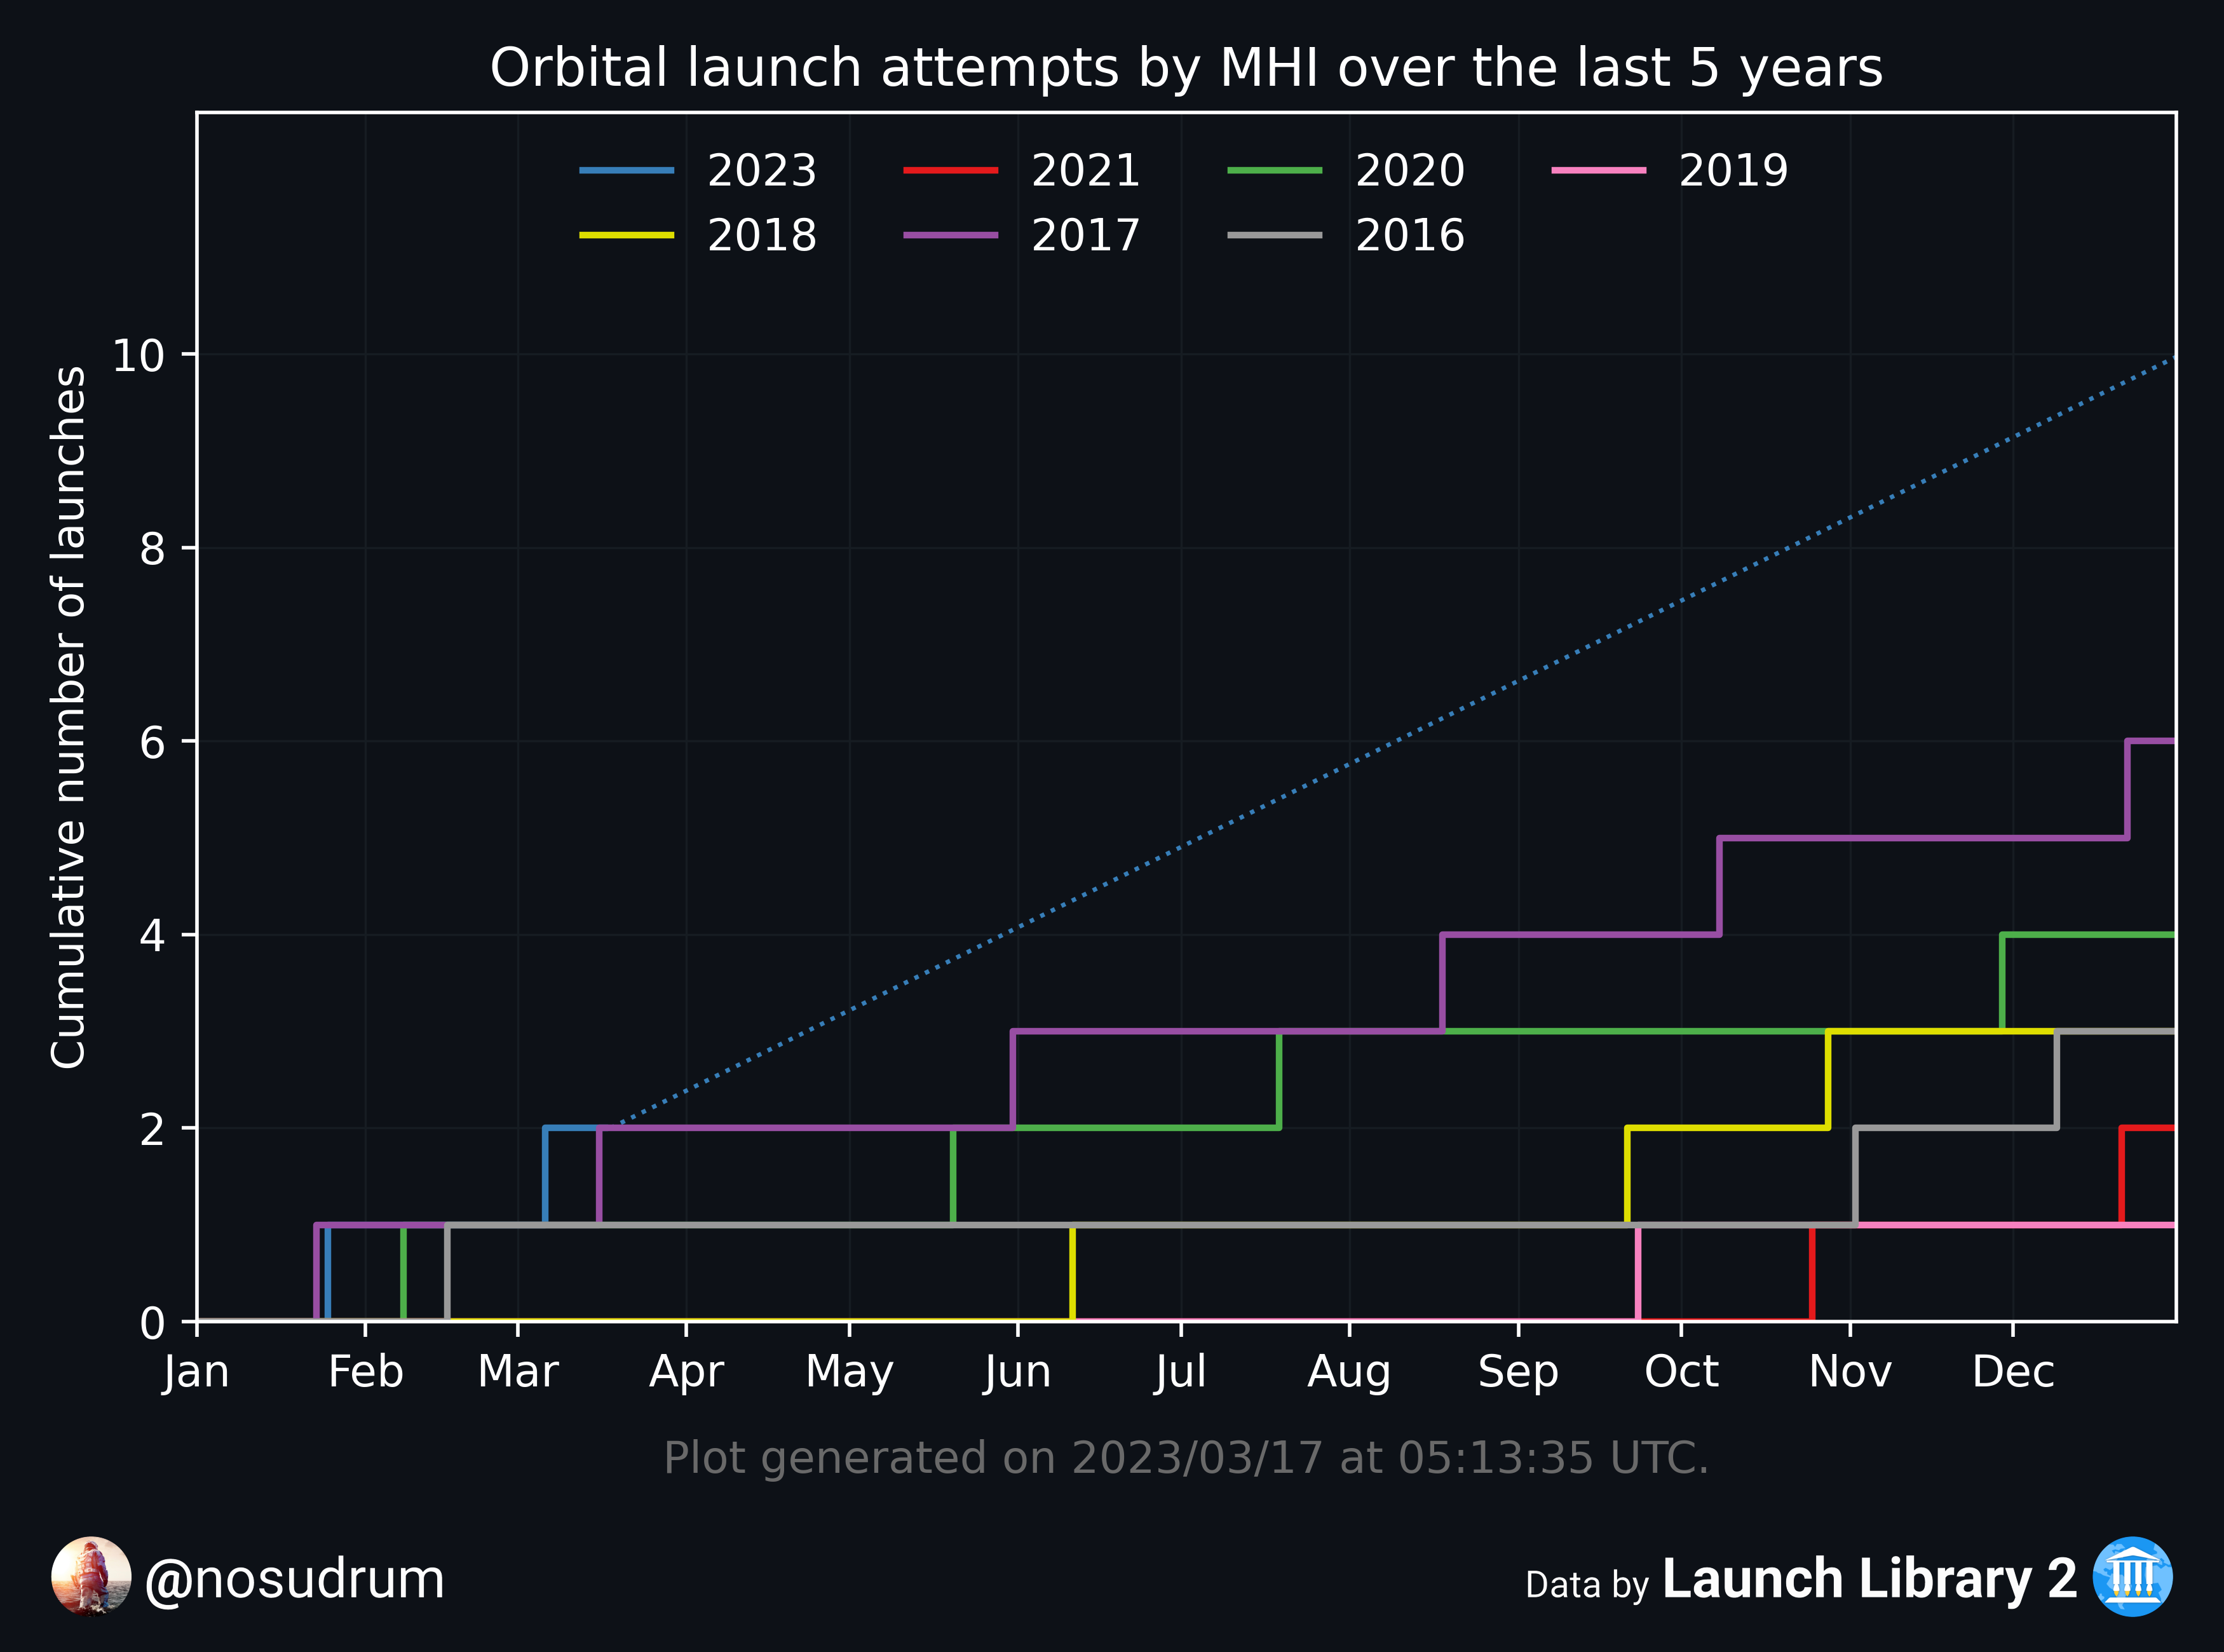 Orbital launch attempts by MHI over the last 5 years
2023 2021 2020 2019
2018 2017 2016
Cumulative number of launches
10
8
6
4
2
0
Jan Feb Mar Apr May Jun Jul Aug Sep Oct Nov Dec
Plot generated on 2023/03/17 at 05:13:35 UTC.
@nosudrum
Data by Launch Library 2